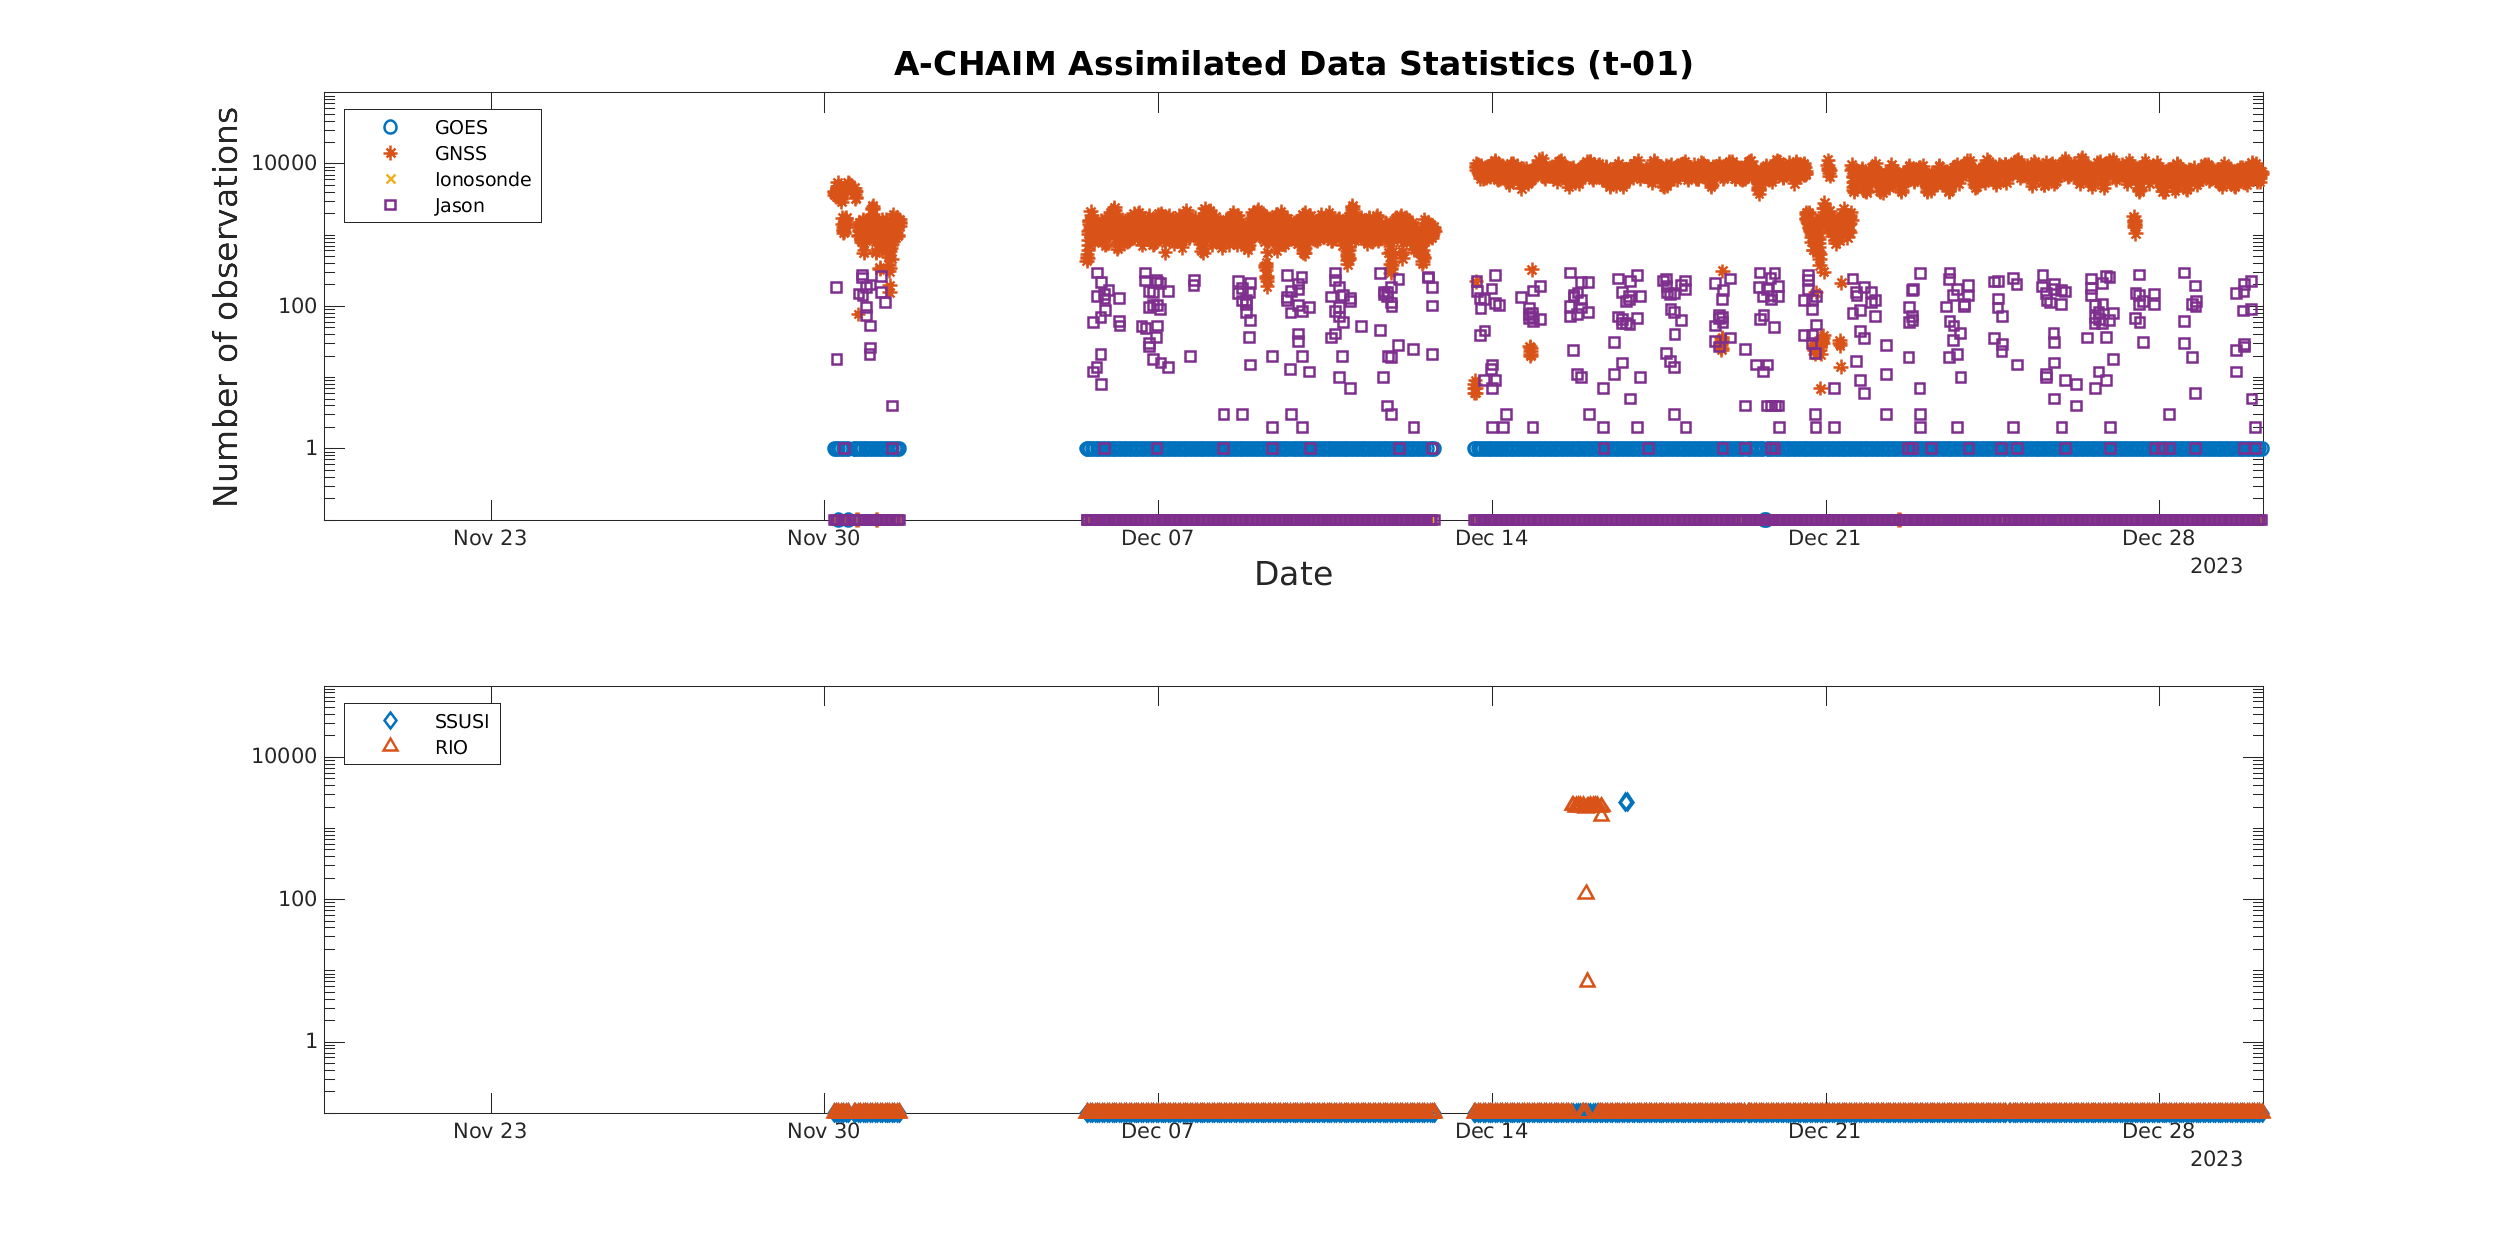 A-CHAIM Assimilated Data Statistics (t-01)
Number of observations
10000
100
1
GOES
GNSS
Ionosonde
Jason
Nov 23
Nov 30
Dec 07
Dec 14
Dec 21
Dec 28
2023
Date
10000
100
1
SSUSI
RIO
Nov 23
Nov 30
Dec 07
Dec 14
Dec 21
Dec 28
2023